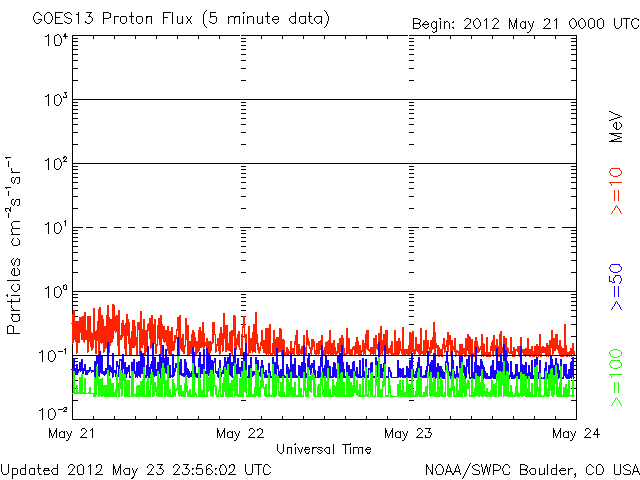 GOES13 Proton Flux (5 minute data)
Begin: 2012 May 21 0000 UTC
Particles cm⁻²s⁻¹sr⁻¹
10⁴
10³
10²
10¹
10⁰
10⁻¹
10⁻²
MeV
>=10
>=50
>=100
May 21
May 22
May 23
May 24
Universal Time
Updated 2012 May 23 23:56:02 UTC
NOAA/SWPC Boulder, CO USA